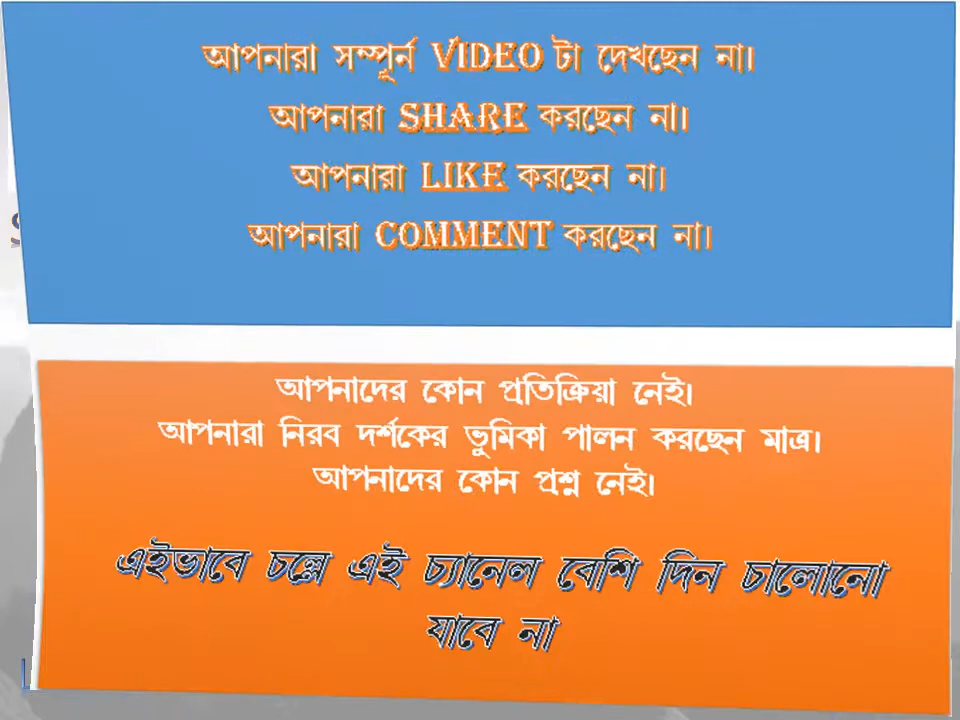 আপনারা সম্পূর্ন VIDEO টা দেখছেন না।
আপনারা SHARE করছেন না।
আপনারা LIKE করছেন না।
আপনারা COMMENT করছেন না।
আপনাদের কোন প্রতিক্রিয়া নেই।
আপনারা নিরব দর্শকের ভুমিকা পালন করছেন মাত্র।
আপনাদের কোন প্রশ্ন নেই।
এইভাবে চল্লে এই চ্যানেল বেশি দিন চালোনো
যাবে না